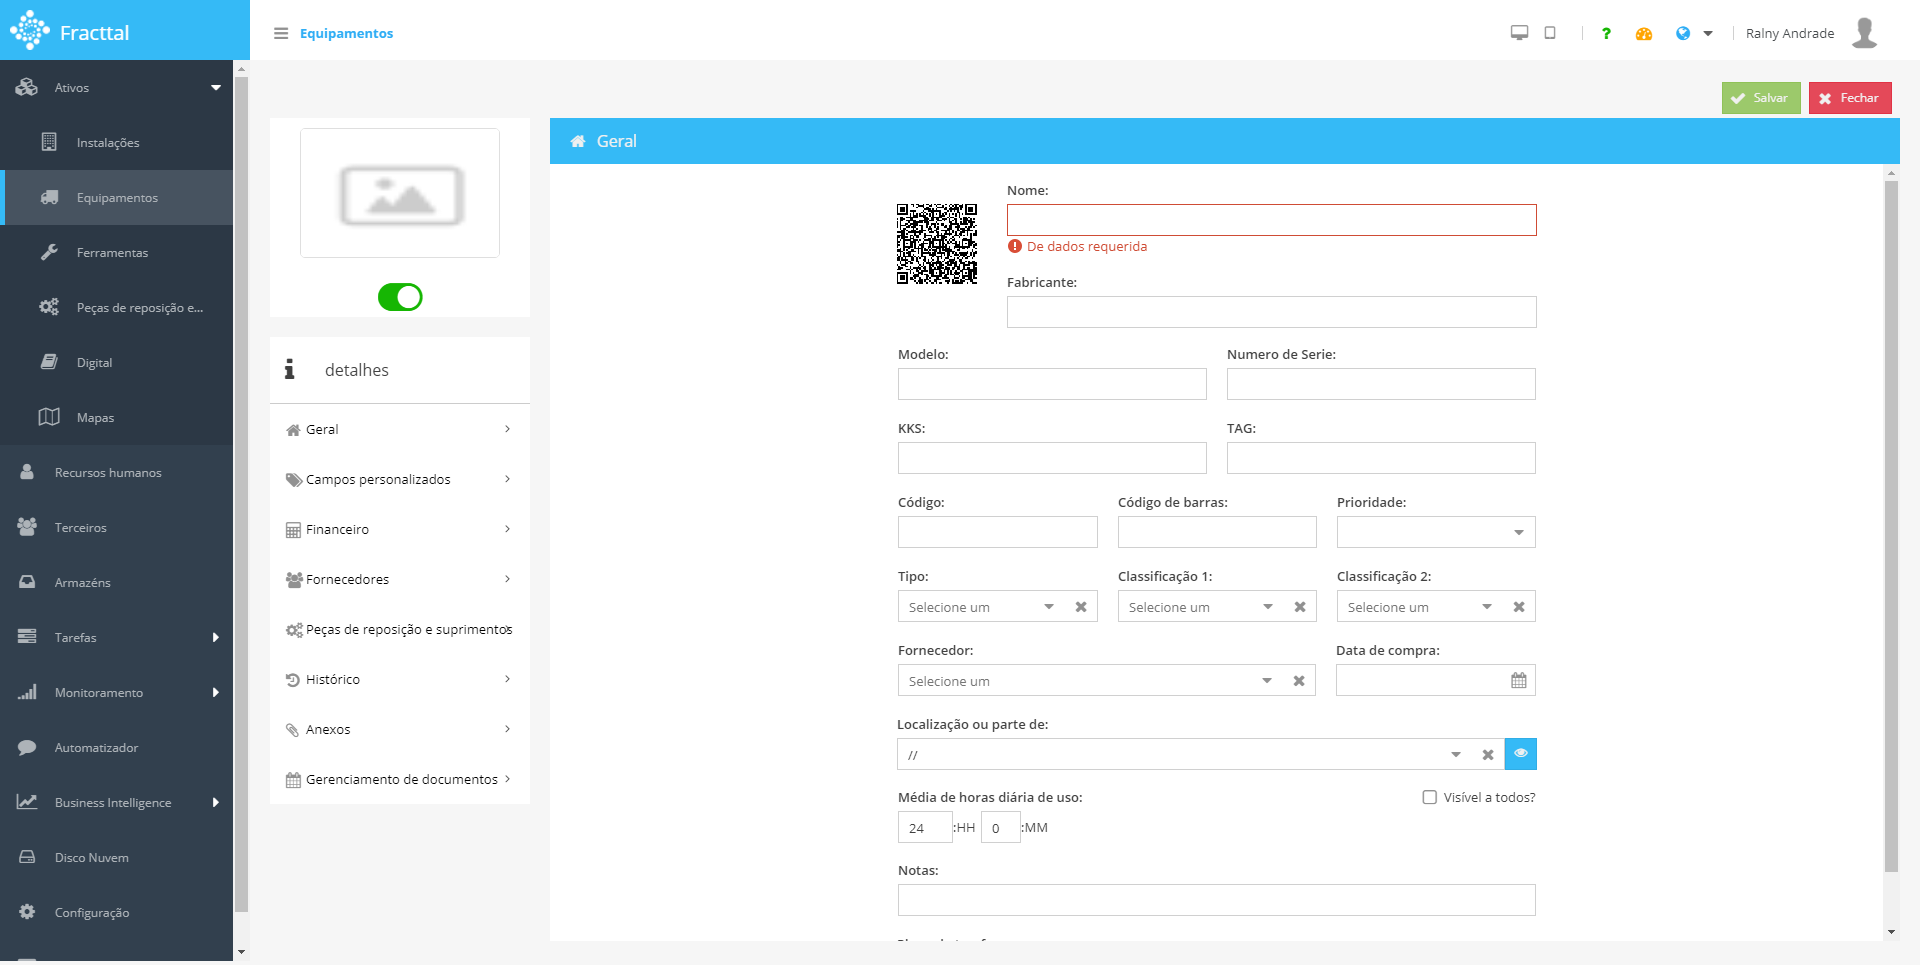 Fracttal
Equipamentos
?
Ralny Andrade
Ativos
Instalações
Equipamentos
Ferramentas
Peças de reposição e...
Digital
Mapas
Recursos humanos
Terceiros
Armazéns
Tarefas
Monitoramento
Automatizador
Business Intelligence
Disco Nuvem
Configuração
Salvar
Fechar
detalhes
Geral
Campos personalizados
Financeiro
Fornecedores
Peças de reposição e suprimentos
Histórico
Anexos
Gerenciamento de documentos
Geral
Nome:
De dados requerida
Fabricante:
Modelo:
Numero de Serie:
KKS:
TAG:
Código:
Código de barras:
Prioridade:
Tipo:
Classificação 1:
Classificação 2:
Selecione um
Selecione um
Selecione um
Fornecedor:
Data de compra:
Selecione um
Localização ou parte de:
//
Média de horas diária de uso:
Visível a todos?
24 :HH 0 :MM
Notas: